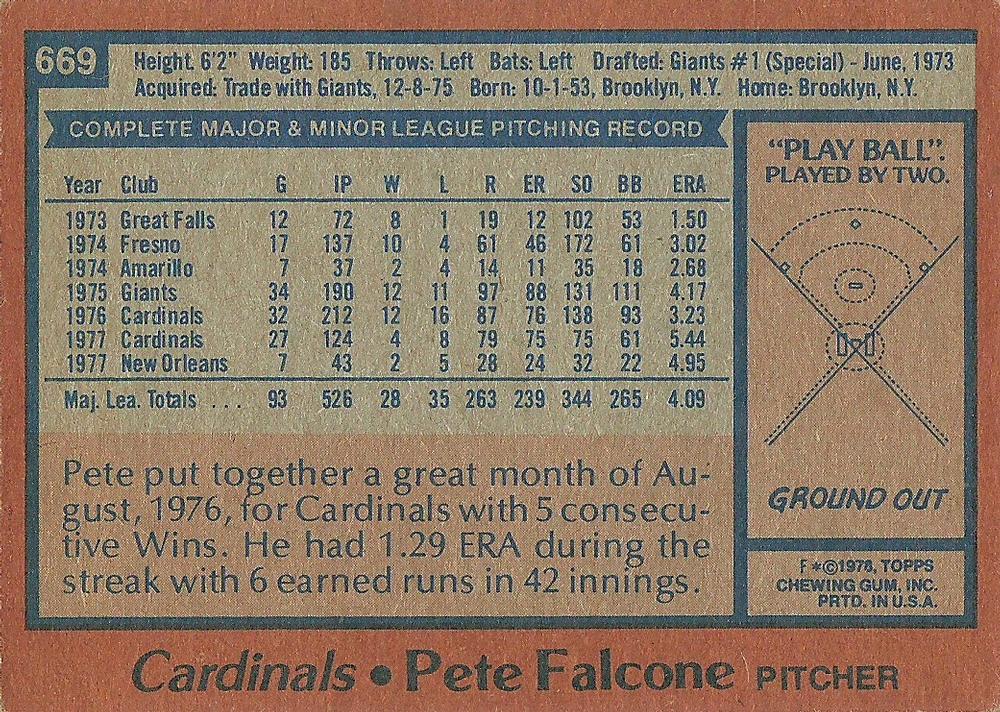 669
Height: 6'2" Weight: 185 Throws: Left Bats: Left Drafted: Giants #1 (Special) - June, 1973
Acquired: Trade with Giants, 12-8-75 Born: 10-1-53, Brooklyn, N.Y. Home: Brooklyn, N.Y.
COMPLETE MAJOR & MINOR LEAGUE PITCHING RECORD
Year Club G IP W L R ER SO BB ERA
1973 Great Falls 12 72 8 1 19 12 102 53 1.50
1974 Fresno 17 137 10 4 61 46 172 61 3.02
1974 Amarillo 7 37 2 4 14 11 35 18 2.68
1975 Giants 34 190 12 11 97 88 131 111 4.17
1976 Cardinals 32 212 12 16 87 76 138 93 3.23
1977 Cardinals 27 124 4 8 79 75 75 61 5.44
1977 New Orleans 7 43 2 5 28 24 32 22 4.95
Maj. Lea. Totals ... 93 526 28 35 263 239 344 265 4.09
Pete put together a great month of Au-
gust, 1976, for Cardinals with 5 consecu-
tive Wins. He had 1.29 ERA during the
streak with 6 earned runs in 42 innings.
"PLAY BALL".
PLAYED BY TWO.
GROUND OUT
F *©1978, TOPPS
CHEWING GUM, INC.
PRTD. IN U.S.A.
Cardinals • Pete Falcone PITCHER